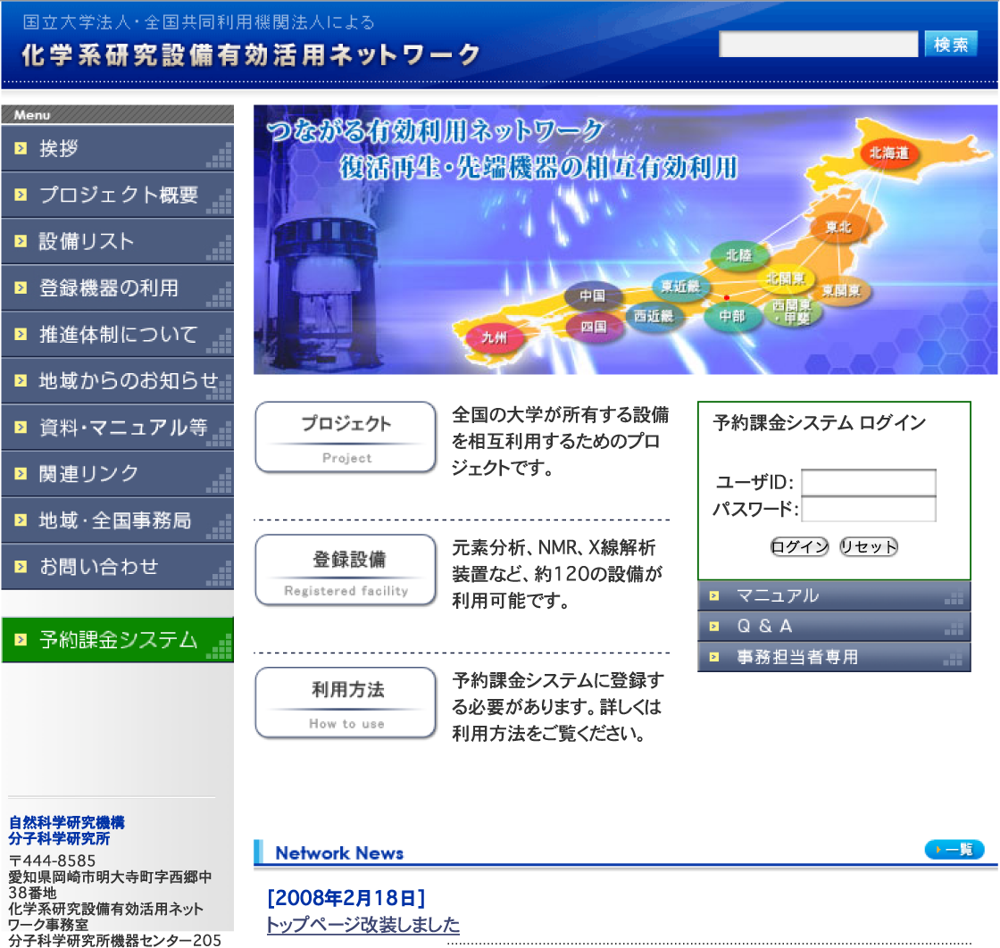 国立大学法人・全国共同利用機関法人による
化学系研究設備有効活用ネットワーク
検索
Menu
挨拶
プロジェクト概要
設備リスト
登録機器の利用
推進体制について
地域からのお知らせ
資料・マニュアル等
関連リンク
地域・全国事務局
お問い合わせ
予約課金システム
自然科学研究機構
分子科学研究所
〒444-8585
愛知県岡崎市明大寺町字西郷中
38番地
化学系研究設備有効活用ネット
ワーク事務室
分子科学研究所機器センター205
つながる有効利用ネットワーク
復活再生・先端機器の相互有効利用
北海道
東北
北陸
北関東
東関東
東近畿
中国
西関東
・甲斐
中部
西近畿
四国
九州
プロジェクト
Project
全国の大学が所有する設備
を相互利用するためのプロ
ジェクトです。
登録設備
Registered facility
元素分析、NMR、X線解析
装置など、約120の設備が
利用可能です。
利用方法
How to use
予約課金システムに登録す
る必要があります。詳しくは
利用方法をご覧ください。
予約課金システム ログイン
ユーザID:
パスワード:
ログイン リセット
マニュアル
Q & A
事務担当者専用
Network News
一覧
[2008年2月18日]
トップページ改装しました